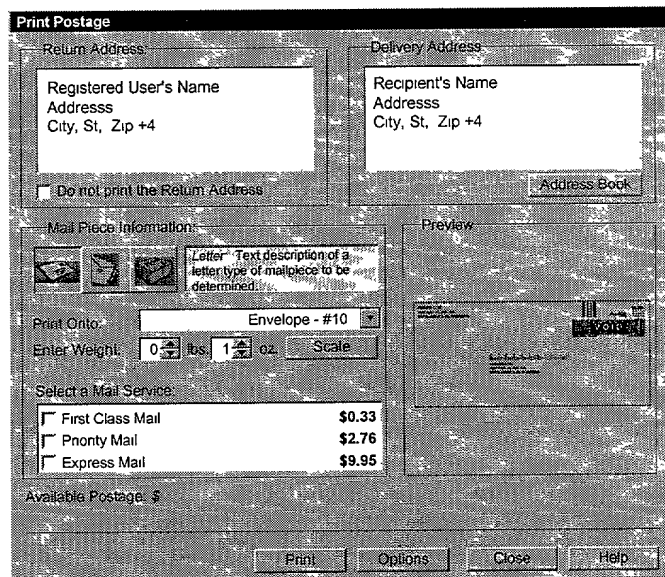 Print Postage
Return Address:
Registered User's Name
Addresss
City, St, Zip +4
Do not print the Return Address
Delivery Address
Recipient's Name
Addresss
City, St, Zip +4
Address Book
Mail Piece Information:
Letter Text description of a
letter type of mailpiece to be
determined.
Print Onto: Envelope - #10
Enter Weight: 0 lbs. 1 oz. Scale
Select a Mail Service:
First Class Mail $0.33
Priority Mail $2.76
Express Mail $9.95
Preview
VOID
Available Postage: $
Print Options Close Help